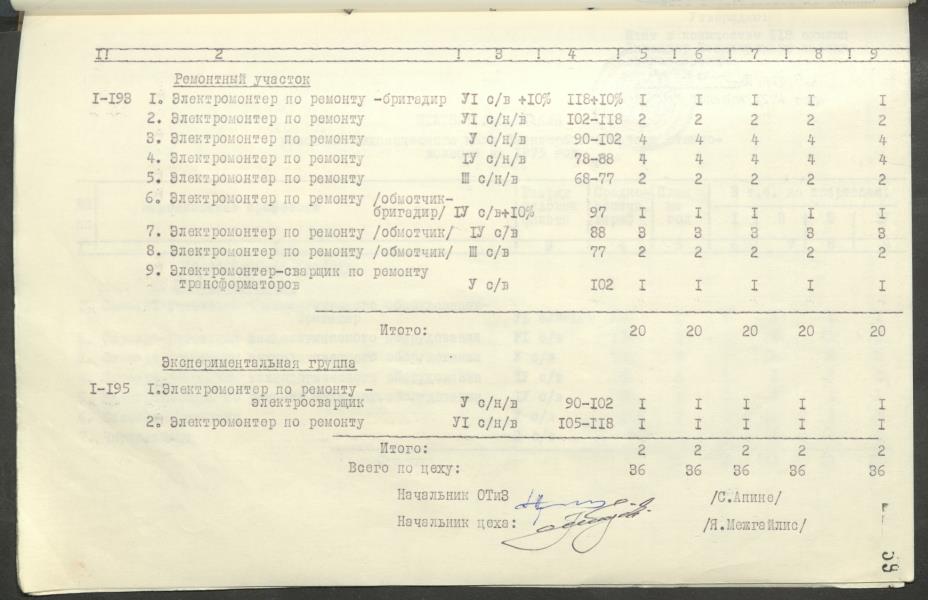 I! 2 ! 3 ! 4 ! 5 ! 6 ! 7 ! 8 ! 9
Ремонтный участок
I-I93 I. Электромонтер по ремонту -бригадир УI с/в +I0% II8+I0% I I I I I
2. Электромонтер по ремонту УI с/н/в I02-II8 2 2 2 2 2
3. Электромонтер по ремонту У с/н/в 90-I02 4 4 4 4 4
4. Электромонтер по ремонту IУ с/н/в 78-88 4 4 4 4 4
5. Электромонтер по ремонту Ш с/н/в 68-77 2 2 2 2 2
6. Электромонтер по ремонту /обмотчик-
бригадир/ IУ с/в+I0% 97 I I I I I
7. Электромонтер по ремонту /обмотчик/ IУ с/в 88 3 3 3 3 3
8. Электромонтер по ремонту /обмотчик/ Ш с/в 77 2 2 2 2 2
9. Электромонтер-сварщик по ремонту
трансформаторов У с/в I02 I I I I I
Итого: 20 20 20 20 20
Экспериментальная группа
I-I95 I.Электромонтер по ремонту
электросварщик У с/н/в 90-I02 I I I I I
2. Электромонтер по ремонту УI с/н/в I05-II8 I I I I I
Итого: 2 2 2 2 2
Всего по цеху: 36 36 36 36 36
Начальник ОТиЗ /С.Апине/
Начальник цеха: /Я.Межгайлис/
59